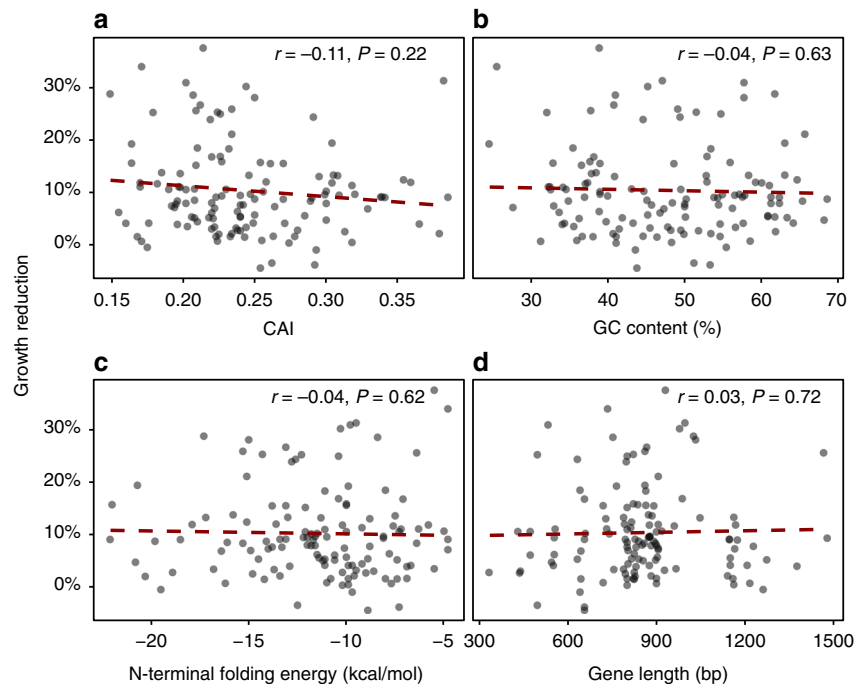 a
b
r = –0.11, P = 0.22
r = –0.04, P = 0.63
30%
20%
10%
0%
0.15 0.20 0.25 0.30 0.35
30 40 50 60 70
CAI
GC content (%)
Growth reduction
c
d
r = –0.04, P = 0.62
r = 0.03, P = 0.72
30%
20%
10%
0%
–20 –15 –10 –5
300 600 900 1200 1500
N-terminal folding energy (kcal/mol)
Gene length (bp)